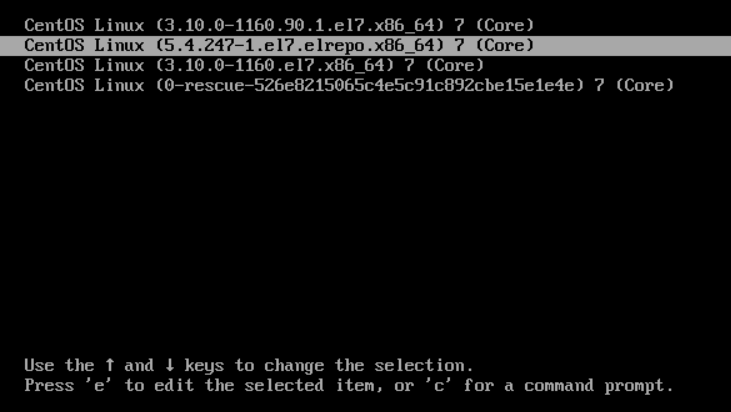 CentOS Linux (3.10.0-1160.90.1.el7.x86_64) 7 (Core)
CentOS Linux (5.4.247-1.el7.elrepo.x86_64) 7 (Core)
CentOS Linux (3.10.0-1160.el7.x86_64) 7 (Core)
CentOS Linux (0-rescue-526e8215065c4e5c91c892cbe15e1e4e) 7 (Core)
Use the ↑ and ↓ keys to change the selection.
Press 'e' to edit the selected item, or 'c' for a command prompt.